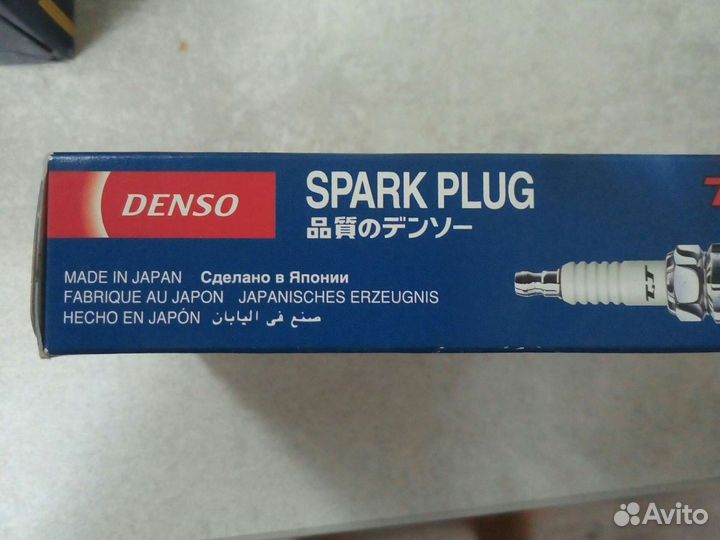 DENSO
SPARK PLUG
品質のデンソー
MADE IN JAPAN Сделано в Японии
FABRIQUE AU JAPON JAPANISCHES ERZEUGNIS
HECHO EN JAPÓN صنع فى اليابان
TT
Avito